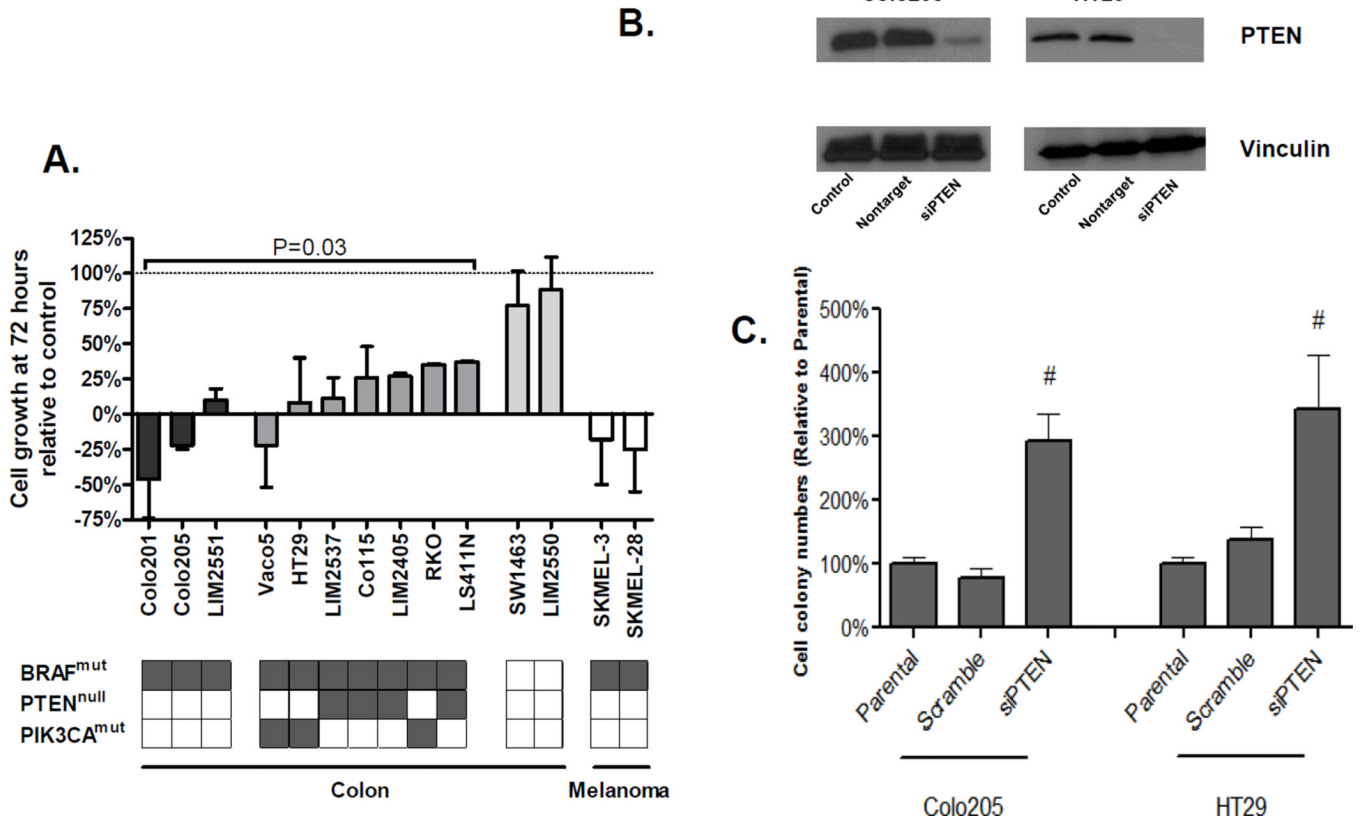 B.
PTEN
Vinculin
Control
Nontarget
siPTEN
Control
Nontarget
siPTEN
A.
P=0.03
Cell growth at 72 hours
relative to control
125%
100%
75%
50%
25%
0%
-25%
-50%
-75%
Colo201
Colo205
LIM2551
Vaco5
HT29
LIM2537
Co115
LIM2405
RKO
LS411N
SW1463
LIM2550
SKMEL-3
SKMEL-28
BRAFmut
PTENnull
PIK3CAmut
Colon
Melanoma
C.
Cell colony numbers (Relative to Parental)
500%
400%
300%
200%
100%
0%
#
#
Parental
Scramble
siPTEN
Parental
Scramble
siPTEN
Colo205
HT29